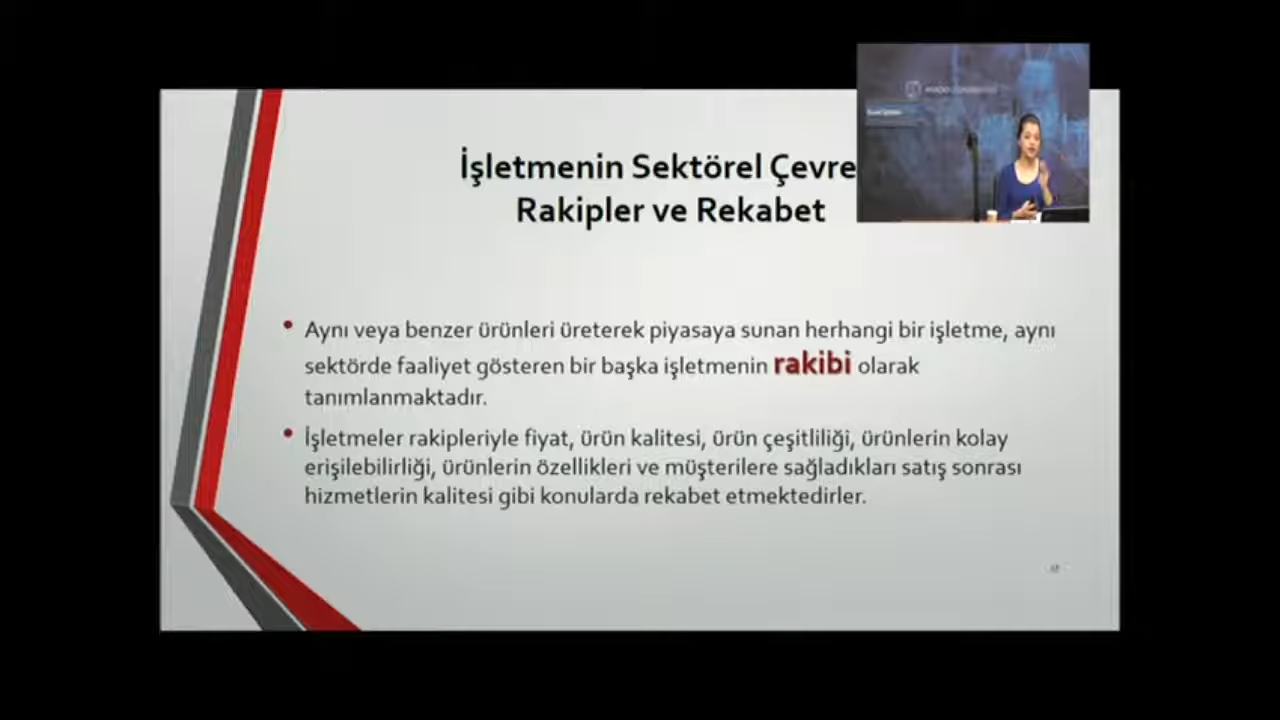 İşletmenin Sektörel Çevre
Rakipler ve Rekabet
• Aynı veya benzer ürünleri üreterek piyasaya sunan herhangi bir işletme, aynı
sektörde faaliyet gösteren bir başka işletmenin rakibi olarak
tanımlanmaktadır.
• İşletmeler rakipleriyle fiyat, ürün kalitesi, ürün çeşitliliği, ürünlerin kolay
erişilebilirliği, ürünlerin özellikleri ve müşterilere sağladıkları satış sonrası
hizmetlerin kalitesi gibi konularda rekabet etmektedirler.